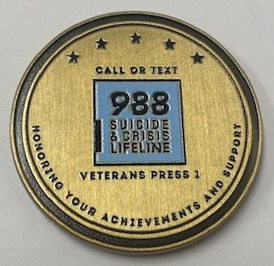 CALL OR TEXT
988
SUICIDE
& CRISIS
LIFELINE
VETERANS PRESS 1
HONORING YOUR ACHIEVEMENTS AND SUPPORT